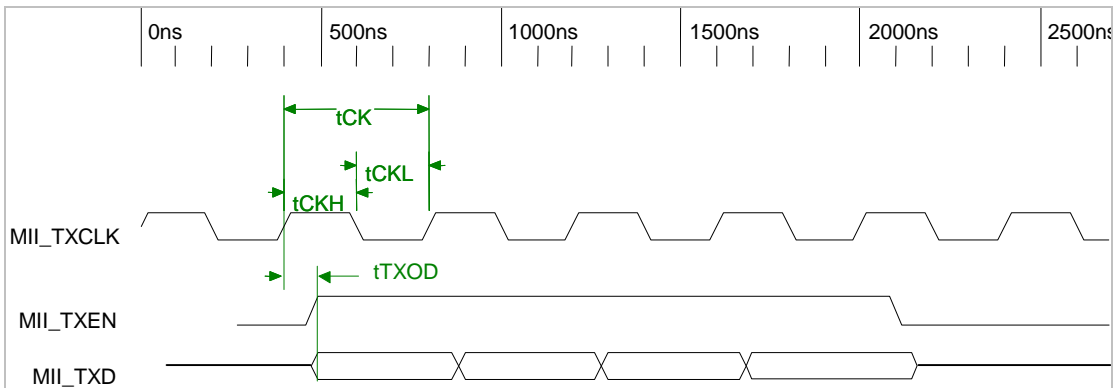 0ns 500ns 1000ns 1500ns 2000ns 2500ns
tCK
tCKL
tCKH
MII_TXCLK
tTXOD
MII_TXEN
MII_TXD